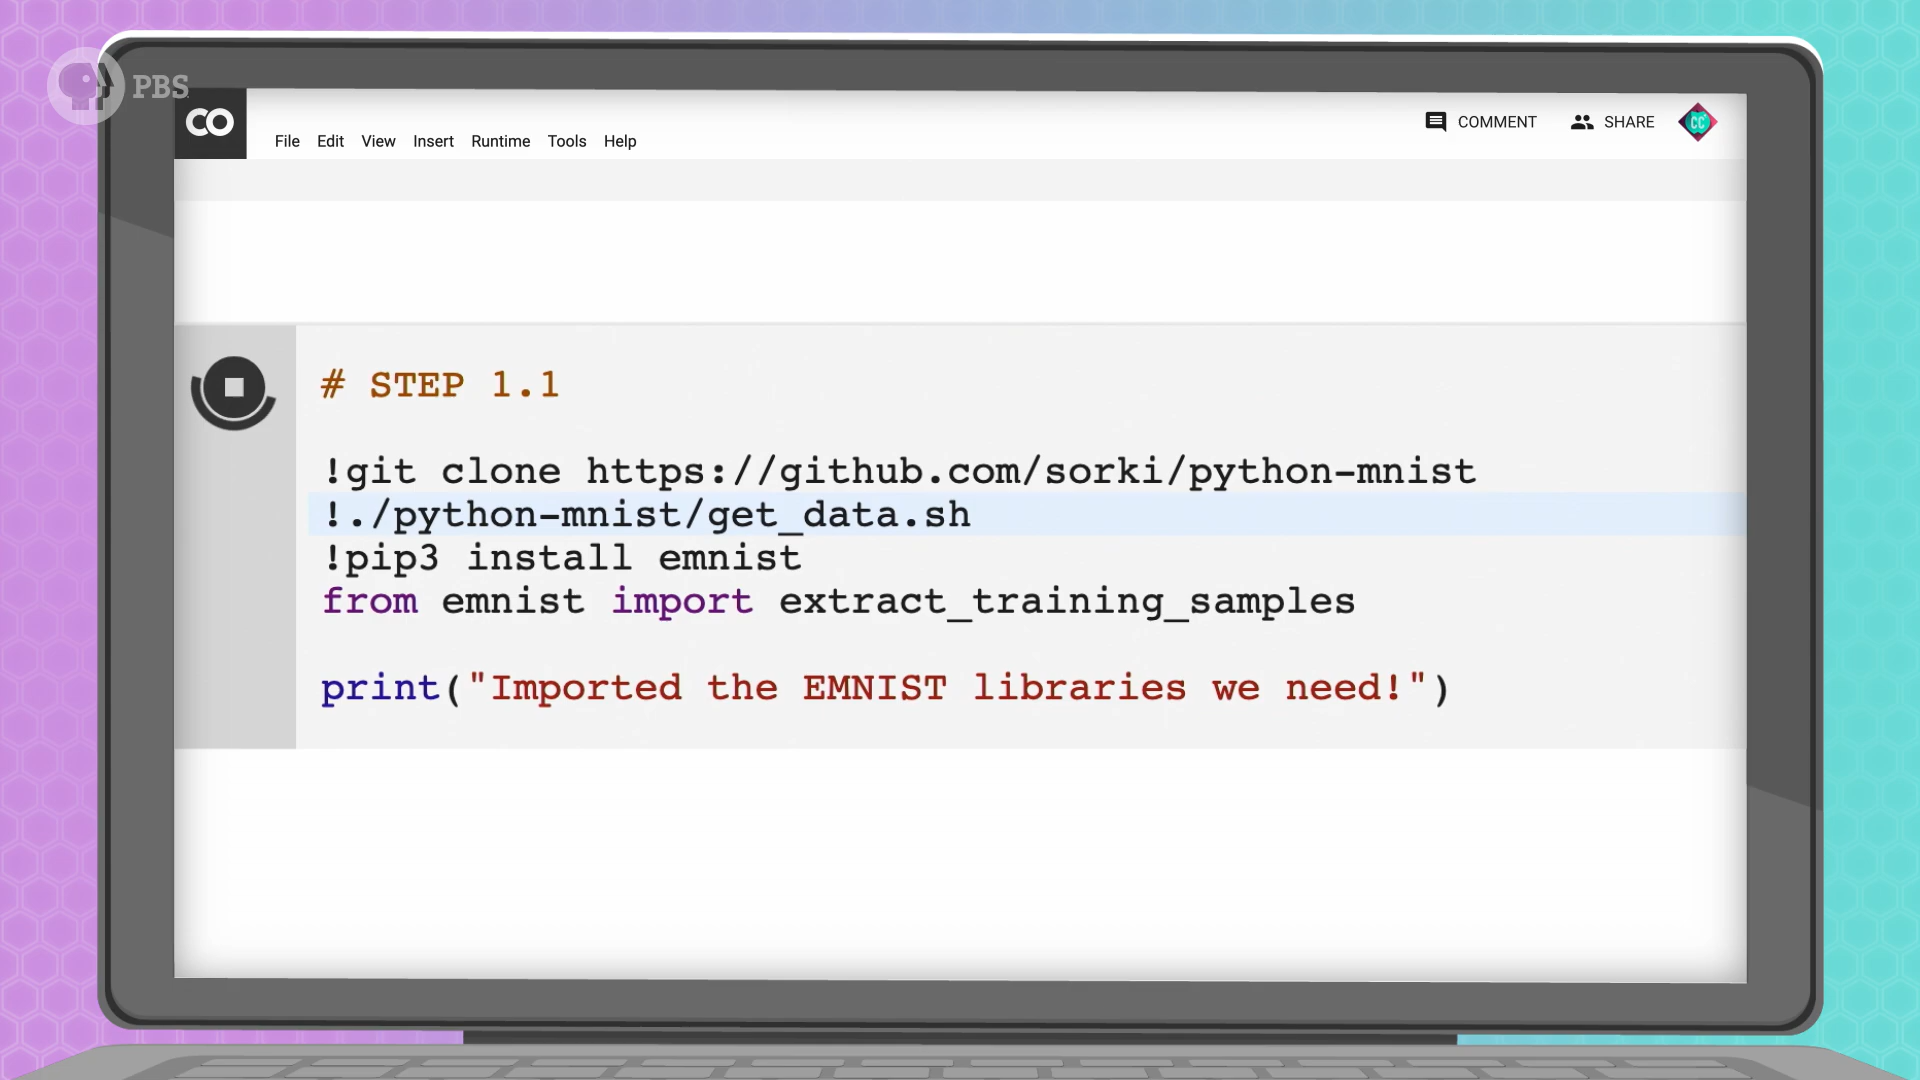 PBS
CO
File Edit View Insert Runtime Tools Help
COMMENT SHARE CC
# STEP 1.1
!git clone https://github.com/sorki/python-mnist
!./python-mnist/get_data.sh
!pip3 install emnist
from emnist import extract_training_samples
print("Imported the EMNIST libraries we need!")